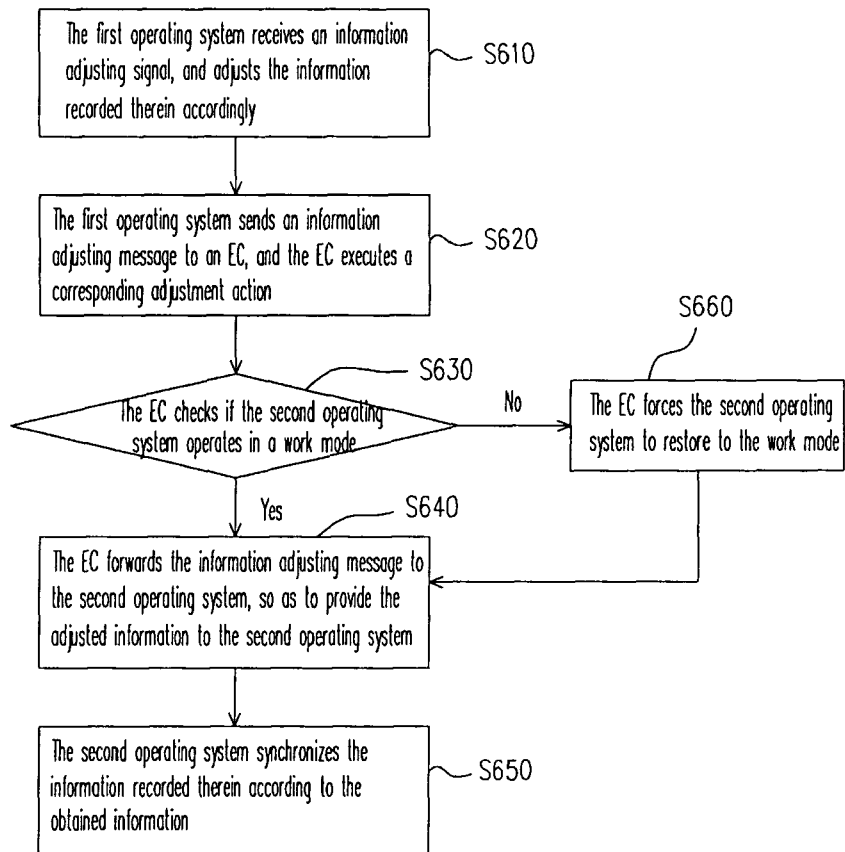 The first operating system receives an information
adjusting signal, and adjusts the information
recorded therein accordingly
S610
The first operating system sends an information
adjusting message to an EC, and the EC executes a
corresponding adjustment action
S620
S630
The EC checks if the second operating
system operates in a work mode
No
S660
The EC forces the second operating
system to restore to the work mode
Yes
S640
The EC forwards the information adjusting message to
the second operating system, so as to provide the
adjusted information to the second operating system
The second operating system synchronizes the
information recorded therein according to the
obtained information
S650